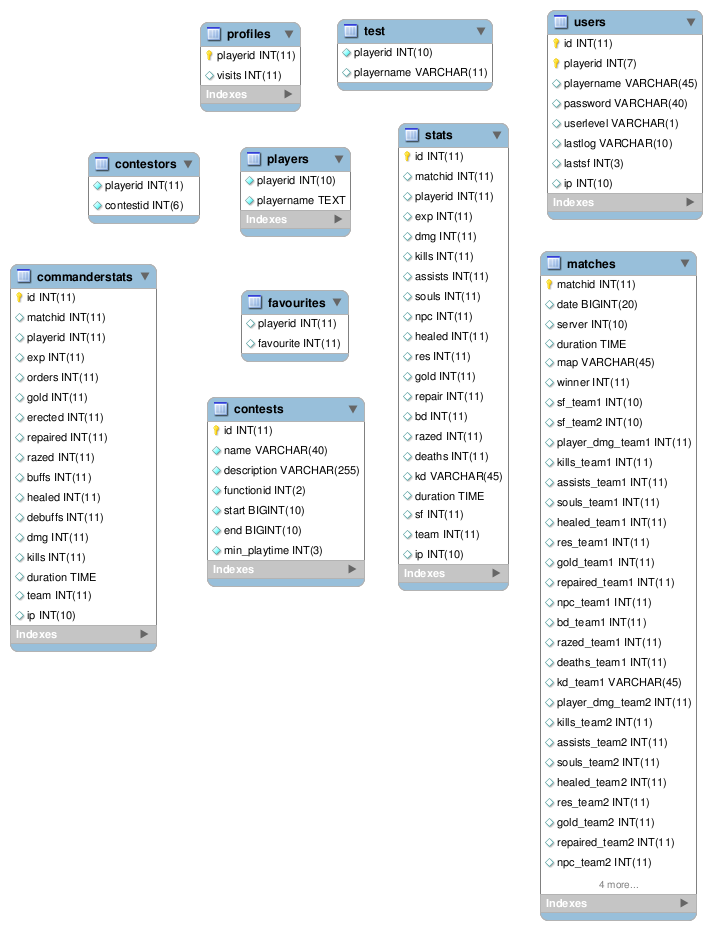 profiles
playerid INT(11)
visits INT(11)
Indexes
test
playerid INT(10)
playername VARCHAR(11)
users
id INT(11)
playerid INT(7)
playername VARCHAR(45)
password VARCHAR(40)
userlevel VARCHAR(1)
lastlog VARCHAR(10)
lastsf INT(3)
ip INT(10)
Indexes
contestors
playerid INT(11)
contestid INT(6)
players
playerid INT(10)
playername TEXT
Indexes
stats
id INT(11)
matchid INT(11)
playerid INT(11)
exp INT(11)
dmg INT(11)
kills INT(11)
assists INT(11)
souls INT(11)
npc INT(11)
healed INT(11)
res INT(11)
gold INT(11)
repair INT(11)
bd INT(11)
razed INT(11)
deaths INT(11)
kd VARCHAR(45)
duration TIME
sf INT(11)
team INT(11)
ip INT(10)
Indexes
commanderstats
id INT(11)
matchid INT(11)
playerid INT(11)
exp INT(11)
orders INT(11)
gold INT(11)
erected INT(11)
repaired INT(11)
razed INT(11)
buffs INT(11)
healed INT(11)
debuffs INT(11)
dmg INT(11)
kills INT(11)
duration TIME
team INT(11)
ip INT(10)
Indexes
favourites
playerid INT(11)
favourite INT(11)
contests
id INT(11)
name VARCHAR(40)
description VARCHAR(255)
functionid INT(2)
start BIGINT(10)
end BIGINT(10)
min_playtime INT(3)
Indexes
matches
matchid INT(11)
date BIGINT(20)
server INT(10)
duration TIME
map VARCHAR(45)
winner INT(11)
sf_team1 INT(10)
sf_team2 INT(10)
player_dmg_team1 INT(11)
kills_team1 INT(11)
assists_team1 INT(11)
souls_team1 INT(11)
healed_team1 INT(11)
res_team1 INT(11)
gold_team1 INT(11)
repaired_team1 INT(11)
npc_team1 INT(11)
bd_team1 INT(11)
razed_team1 INT(11)
deaths_team1 INT(11)
kd_team1 VARCHAR(45)
player_dmg_team2 INT(11)
kills_team2 INT(11)
assists_team2 INT(11)
souls_team2 INT(11)
healed_team2 INT(11)
res_team2 INT(11)
gold_team2 INT(11)
repaired_team2 INT(11)
npc_team2 INT(11)
4 more...
Indexes